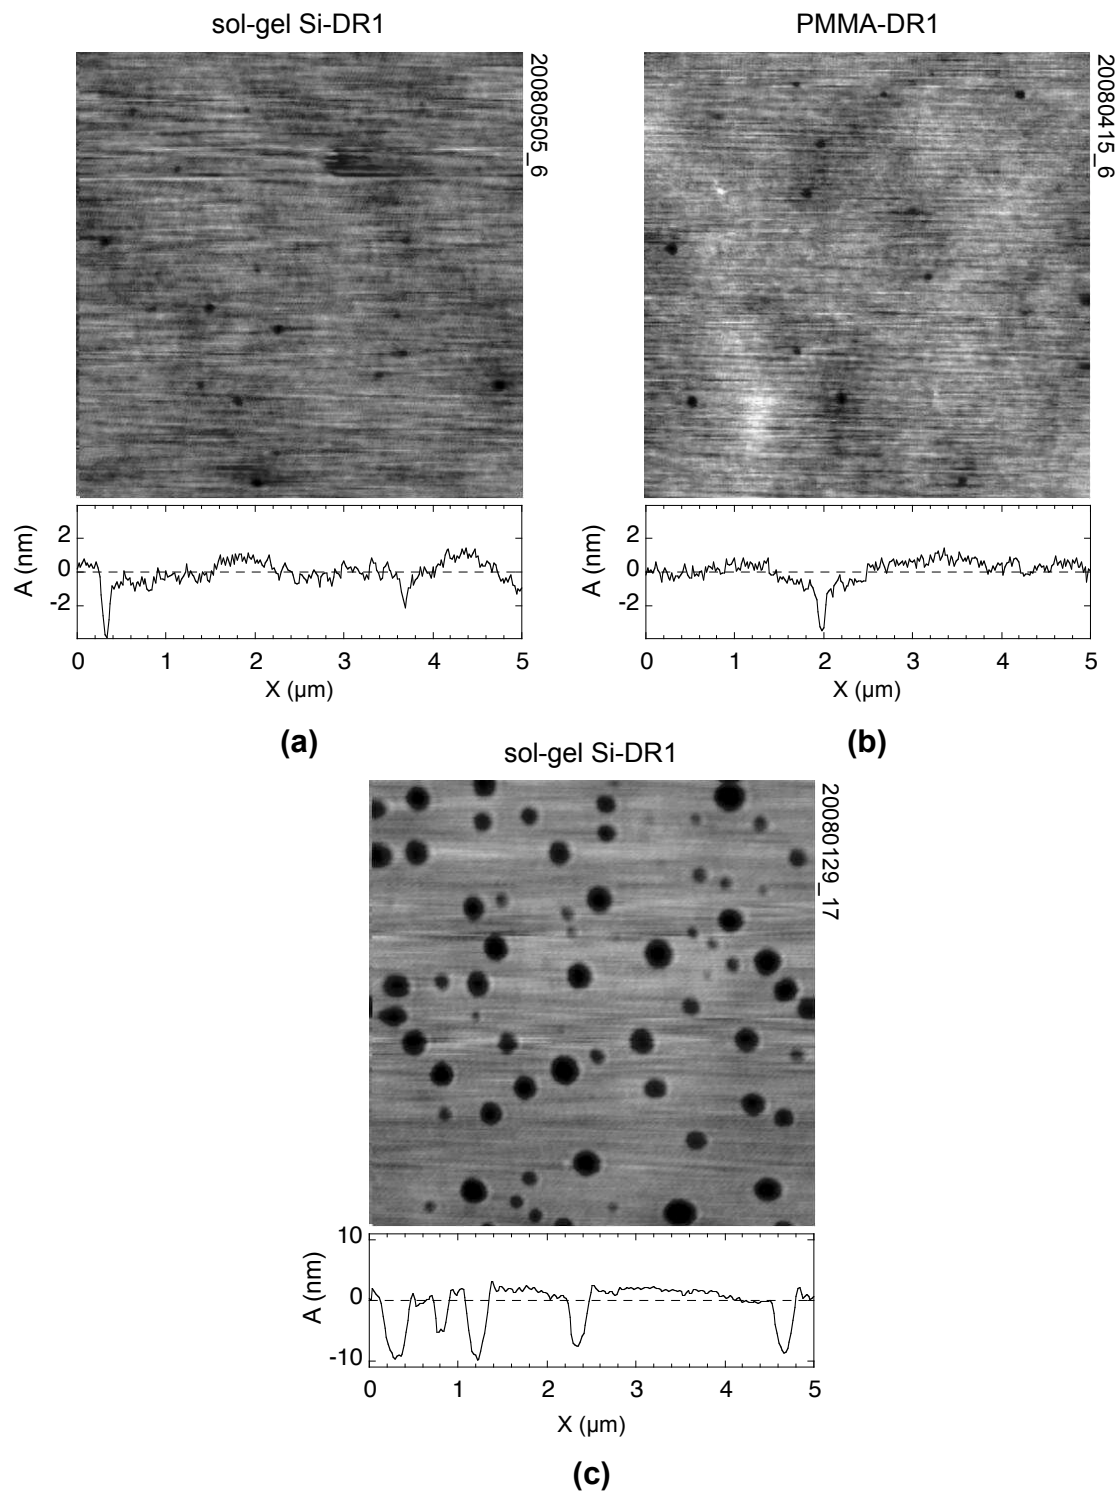 sol-gel Si-DR1
20080505_6
A (nm)
2
0
-2
0 1 2 3 4 5
X (µm)
(a)
PMMA-DR1
20080415_6
A (nm)
2
0
-2
0 1 2 3 4 5
X (µm)
(b)
sol-gel Si-DR1
20080129_17
A (nm)
10
0
-10
0 1 2 3 4 5
X (µm)
(c)